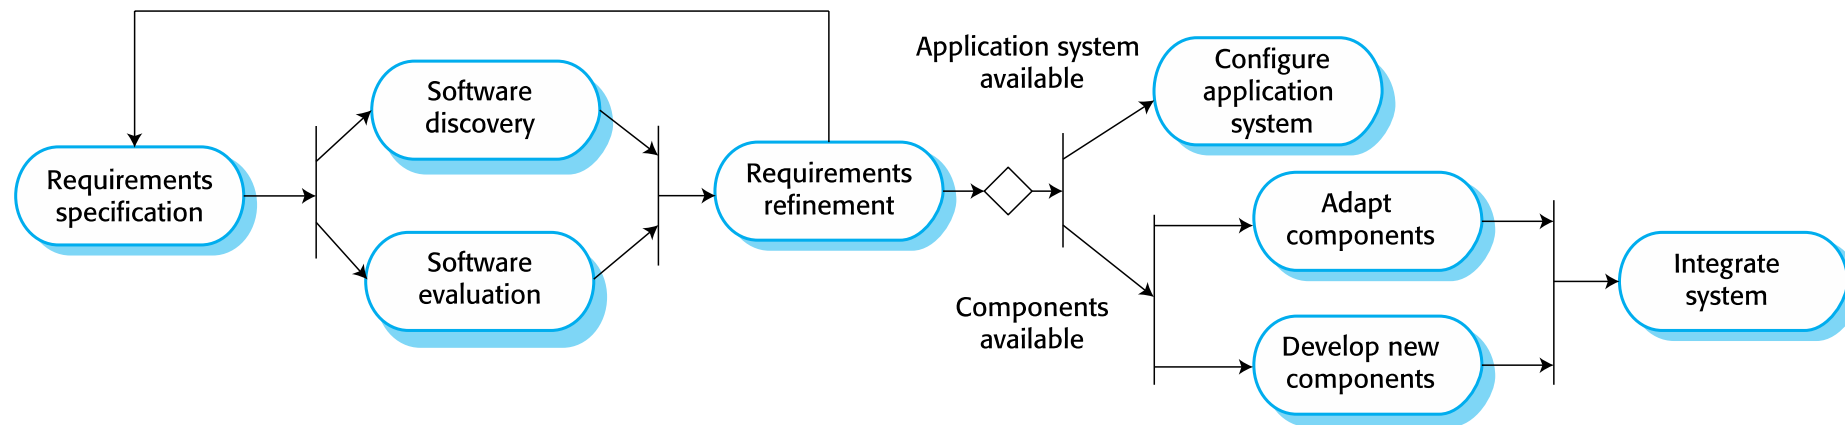 Requirements
specification
Software
discovery
Software
evaluation
Requirements
refinement
Application system
available
Components
available
Configure
application
system
Adapt
components
Develop new
components
Integrate
system